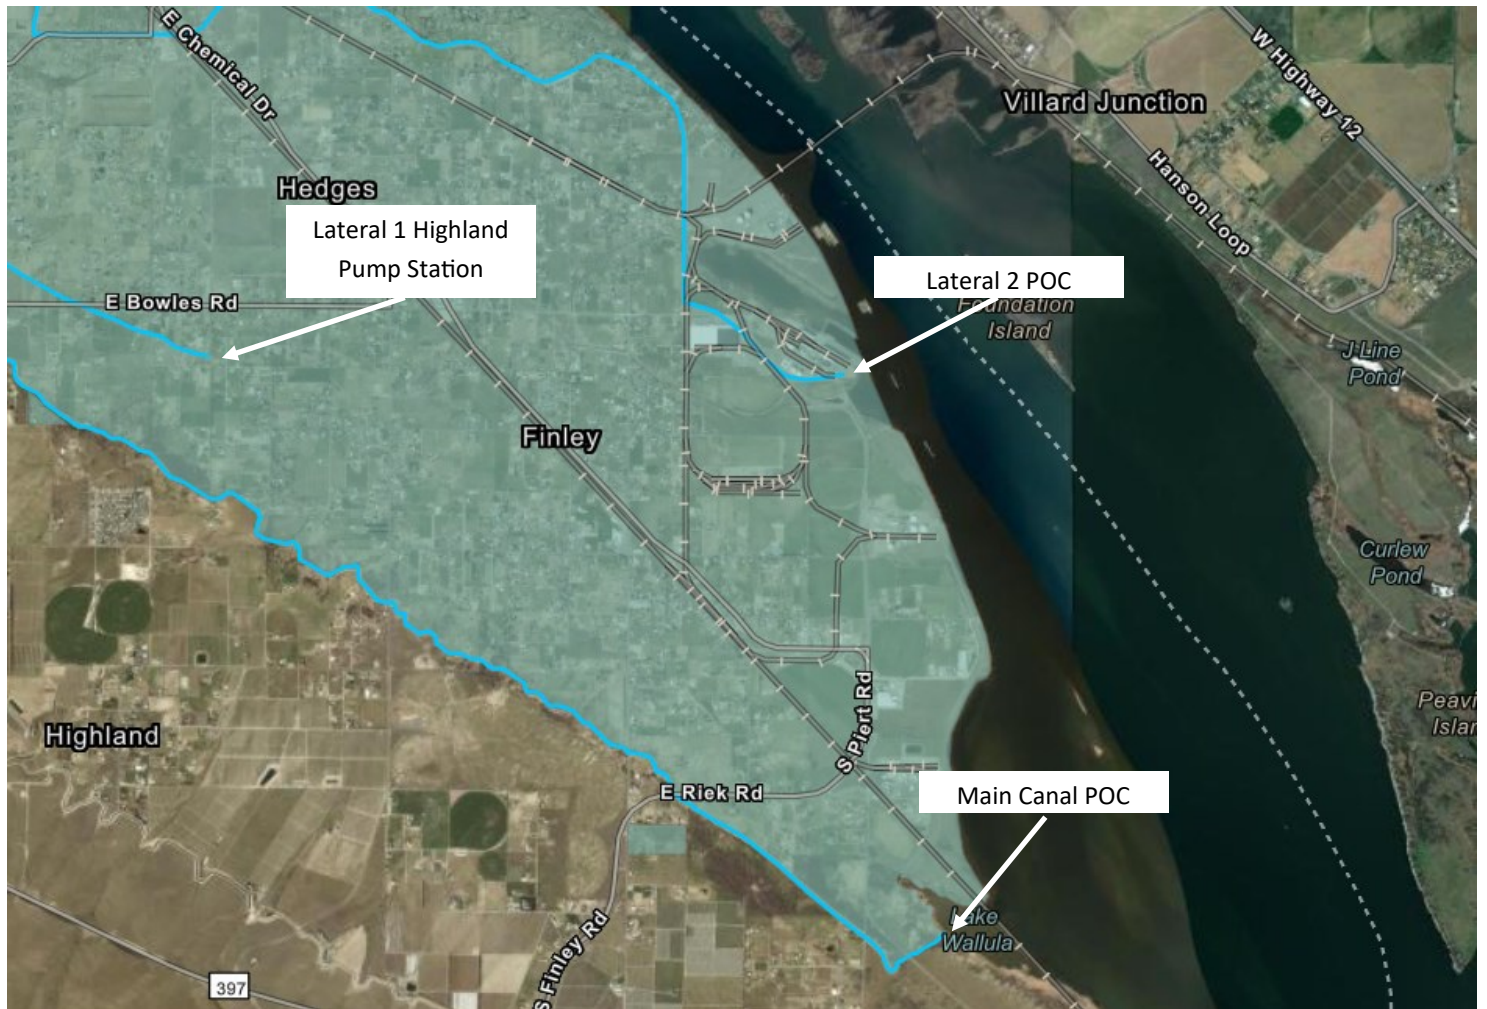 E Chemical Dr
W Highway 12
Villard Junction
Hanson Loop
Hedges
Lateral 1 Highland
Pump Station
Lateral 2 POC
E Bowles Rd
Foundation
Island
J Line
Pond
Finley
Curlew
Pond
S Piert Rd
Peavi
Islan
Highland
E Riek Rd
Main Canal POC
Lake
Wallula
S Finley Rd
397